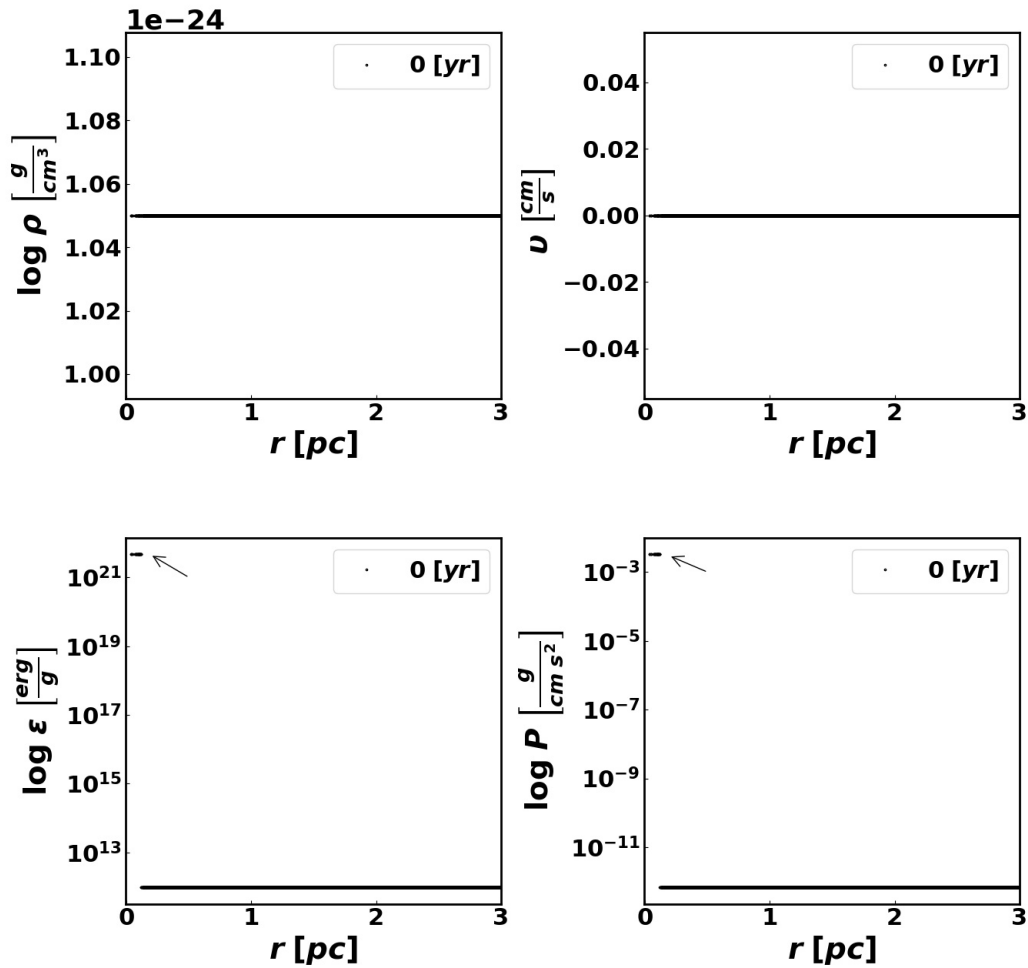 1e−24
0 [yr]
log ρ [g/cm³]
1.10
1.08
1.06
1.04
1.02
1.00
0 1 2 3
r [pc]
0 [yr]
υ [cm/s]
0.04
0.02
0.00
−0.02
−0.04
0 1 2 3
r [pc]
0 [yr]
log ε [erg/g]
10²¹
10¹⁹
10¹⁷
10¹⁵
10¹³
0 1 2 3
r [pc]
0 [yr]
log P [g/cm s²]
10⁻³
10⁻⁵
10⁻⁷
10⁻⁹
10⁻¹¹
0 1 2 3
r [pc]